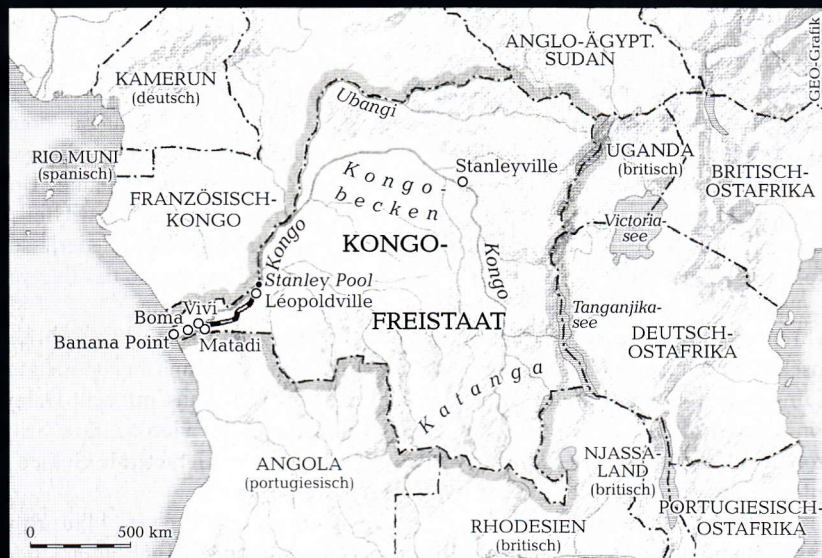 GEO-Grafik
ANGLO-ÄGYPT.
SUDAN
KAMERUN
(deutsch)
Ubangi
RIO MUNI
(spanisch)
Stanleyville
UGANDA
(britisch)
BRITISCH-
OSTAFRIKA
FRANZÖSISCH-
KONGO
Kongo-
becken
Victoria-
see
KONGO-
Kongo
Kongo
Stanley Pool
Léopoldville
Vivi
Boma
Banana Point
Matadi
FREISTAAT
Tanganjika-
see
DEUTSCH-
OSTAFRIKA
Katanga
ANGOLA
(portugiesisch)
NJASSA-
LAND
(britisch)
PORTUGIESISCH-
OSTAFRIKA
RHODESIEN
(britisch)
0 500 km